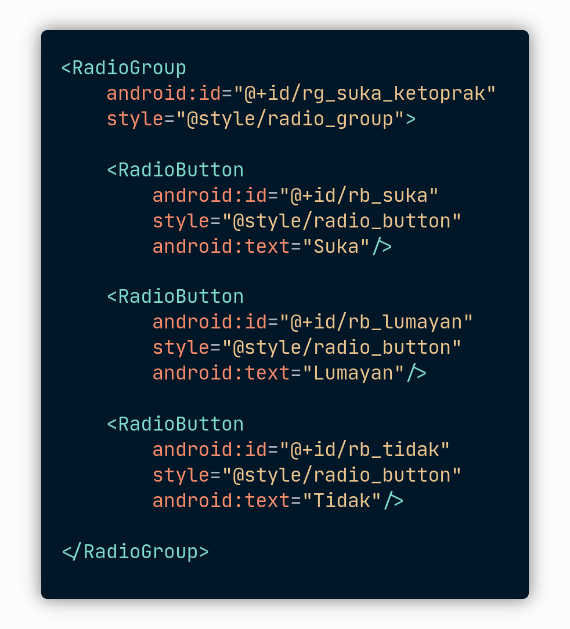 <RadioGroup
    android:id="@+id/rg_suka_ketoprak"
    style="@style/radio_group">
    <RadioButton
        android:id="@+id/rb_suka"
        style="@style/radio_button"
        android:text="Suka"/>
    <RadioButton
        android:id="@+id/rb_lumayan"
        style="@style/radio_button"
        android:text="Lumayan"/>
    <RadioButton
        android:id="@+id/rb_tidak"
        style="@style/radio_button"
        android:text="Tidak"/>
</RadioGroup>